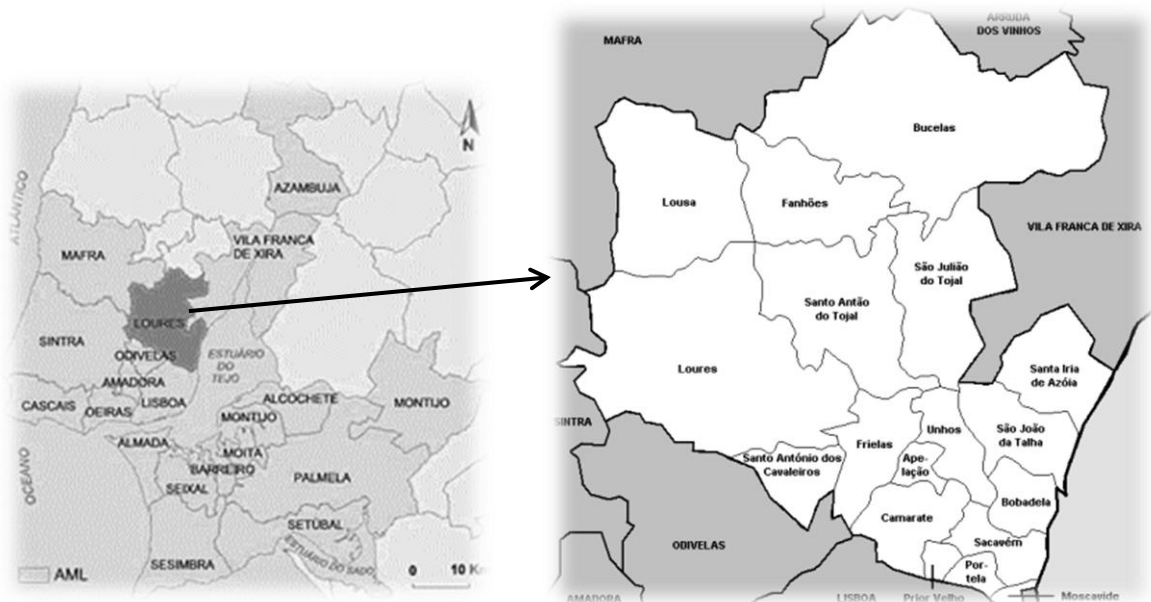 ATLÂNTICO
N
AZAMBUJA
MAFRA
VILA FRANCA
DE XIRA
LOURES
SINTRA
ODIVELAS
ESTUÁRIO
DO
TEJO
AMADORA
CASCAIS
OEIRAS
LISBOA
ALCOCHETE
MONTIJO
MONTIJO
ALMADA
MOITA
BARREIRO
SEIXAL
PALMELA
OCEANO
SETÚBAL
ESTUÁRIO DO SADO
SESIMBRA
AML
0 10 Km
ARRUDA
DOS VINHOS
MAFRA
Bucelas
Lousa
Fanhões
VILA FRANCA DE XIRA
São Julião
do Tojal
Santo Antão
do Tojal
Loures
Santa Iria
de Azóia
SINTRA
Unhos
São João
da Talha
Frielas
Santo António dos
Cavaleiros
Ape-
lação
Bobadela
Camarate
Sacavém
ODIVELAS
Por-
tela
AMADORA
LISBOA
Prior Velho
Moscavide